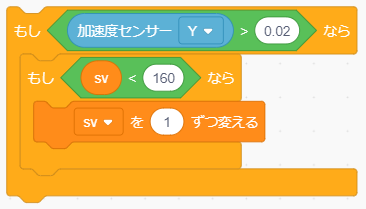 もし 加速度センサー Y > 0.02 なら
もし sv < 160 なら
sv を 1 ずつ変える